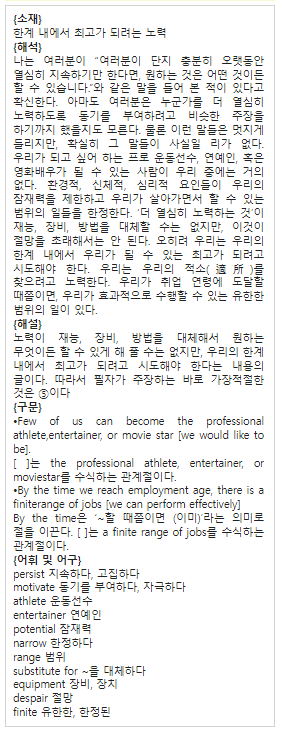 {소재}
한계 내에서 최고가 되려는 노력
{해석}
나는 여러분이 “여러분이 단지 충분히 오랫동안
열심히 지속하기만 한다면, 원하는 것은 어떤 것이든
할 수 있습니다.”와 같은 말을 들어 본 적이 있다고
확신한다. 아마도 여러분은 누군가를 더 열심히
노력하도록 동기를 부여하려고 비슷한 주장을
하기까지 했을지도 모른다. 물론 이런 말들은 멋지게
들리지만, 확실히 그 말들이 사실일 리가 없다.
우리가 되고 싶어 하는 프로 운동선수, 연예인, 혹은
영화배우가 될 수 있는 사람이 우리 중에는 거의
없다. 환경적, 신체적, 심리적 요인들이 우리의
잠재력을 제한하고 우리가 살아가면서 할 수 있는
범위의 일들을 한정한다. ‘더 열심히 노력하는 것’이
재능, 장비, 방법을 대체할 수는 없지만, 이것이
절망을 초래해서는 안 된다. 오히려 우리는 우리의
한계 내에서 우리가 될 수 있는 최고가 되려고
시도해야 한다. 우리는 우리의 적소(適所)를
찾으려고 노력한다. 우리가 취업 연령에 도달할
때쯤이면, 우리가 효과적으로 수행할 수 있는 유한한
범위의 일이 있다.
{해설}
노력이 재능, 장비, 방법을 대체해서 원하는
무엇이든 할 수 있게 해 줄 수는 없지만, 우리의 한계
내에서 최고가 되려고 시도해야 한다는 내용의
글이다. 따라서 필자가 주장하는 바로 가장적절한
것은 ⑤이다
{구문}
•Few of us can become the professional
athlete,entertainer, or movie star [we would like to
be].
[ ]는 the professional athlete, entertainer, or
moviestar를 수식하는 관계절이다.
•By the time we reach employment age, there is a
finiterange of jobs [we can perform effectively]
By the time은 ‘~할 때쯤이면 (이미)’라는 의미로
절을 이끈다. [ ]는 a finite range of jobs를 수식하는
관계절이다.
{어휘 및 어구}
persist 지속하다, 고집하다
motivate 동기를 부여하다, 자극하다
athlete 운동선수
entertainer 연예인
potential 잠재력
narrow 한정하다
range 범위
substitute for ~을 대체하다
equipment 장비, 장치
despair 절망
finite 유한한, 한정된